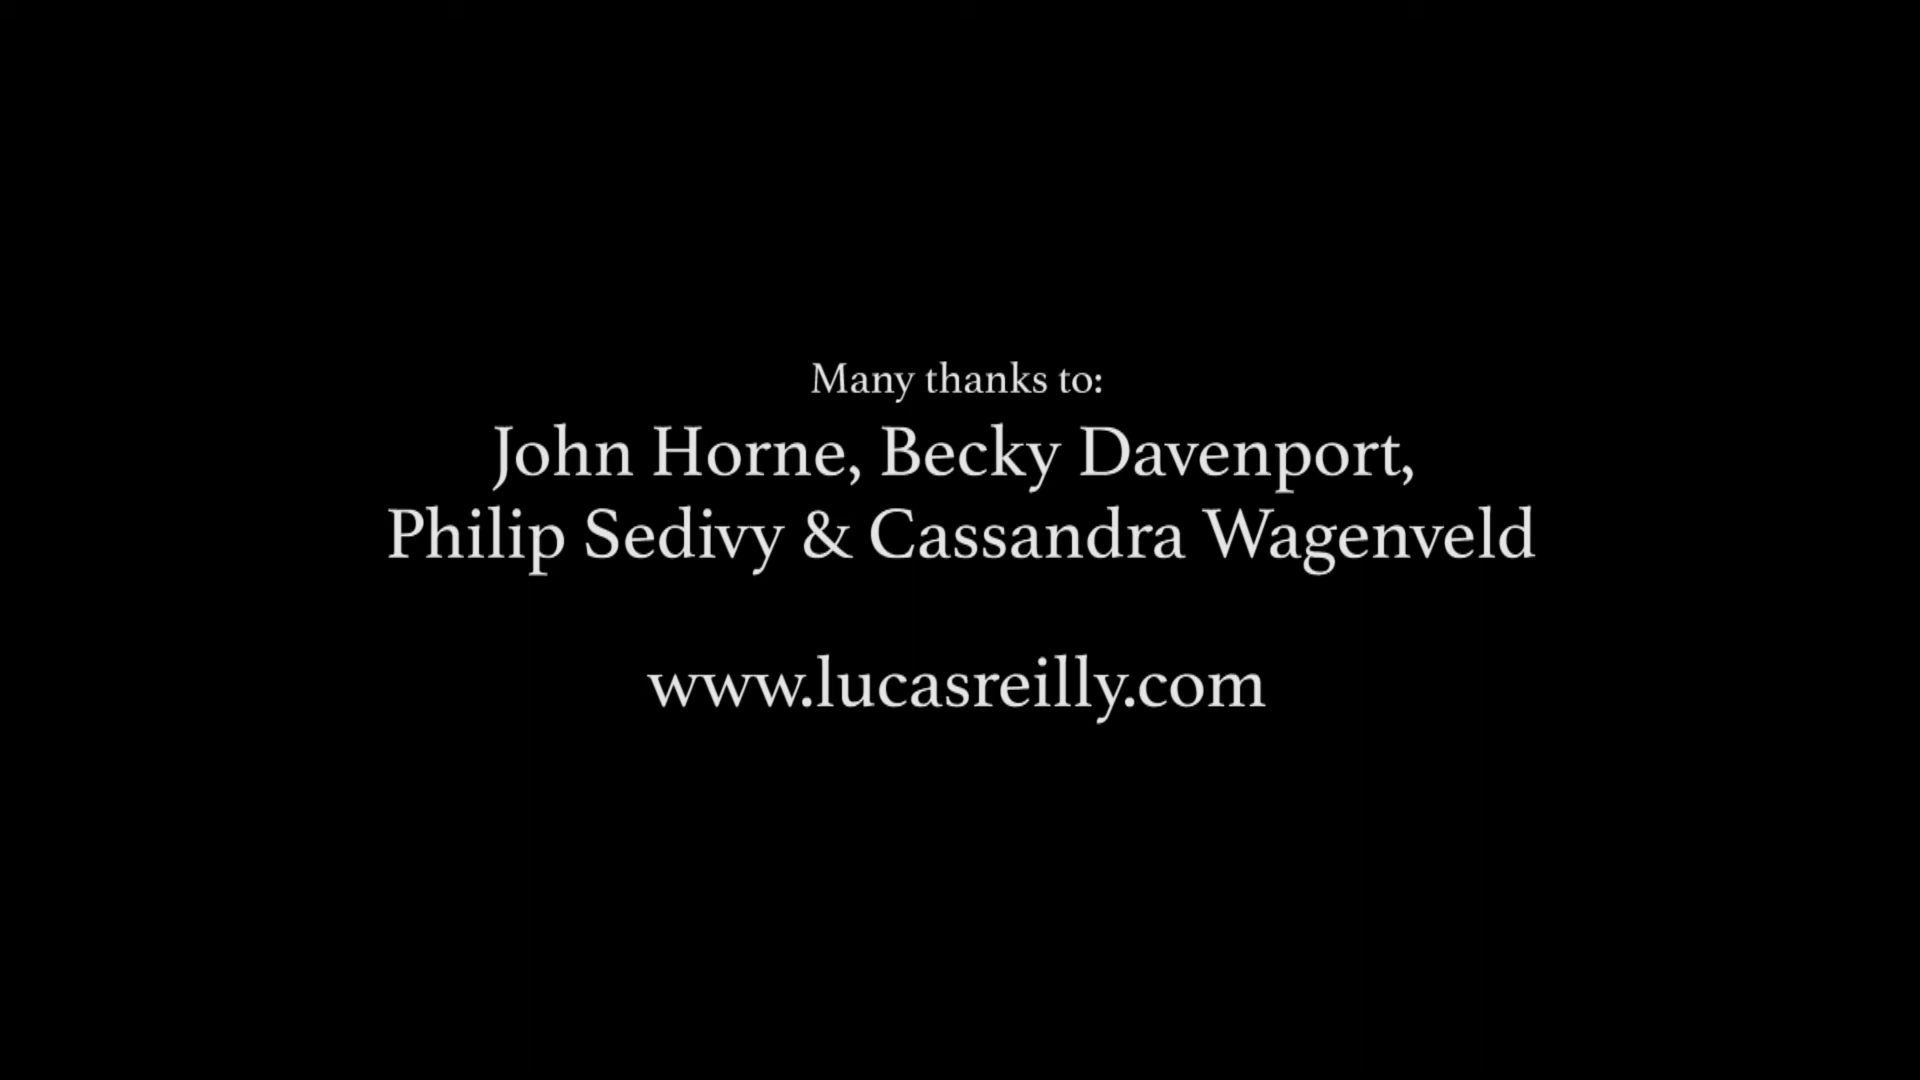 Many thanks to:
John Horne, Becky Davenport,
Philip Sedivy & Cassandra Wagenveld
www.lucasreilly.com